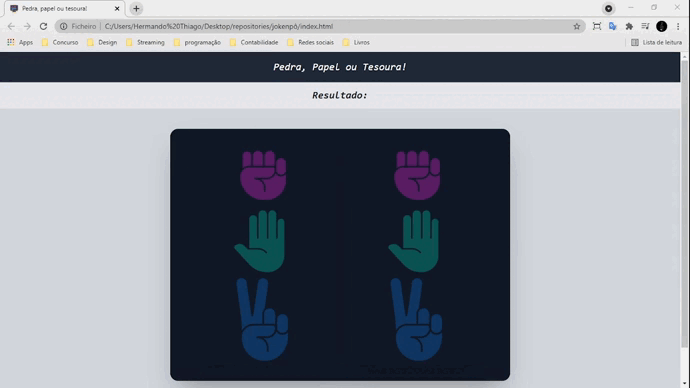 Pedra, papel ou tesoura!
Ficheiro
C:/Users/Hermando%20Thiago/Desktop/repositories/jokenpô/index.html
Apps Concurso Design Streaming programação Contabilidade Redes sociais Livros Lista de leitura
Pedra, Papel ou Tesoura!
Resultado: